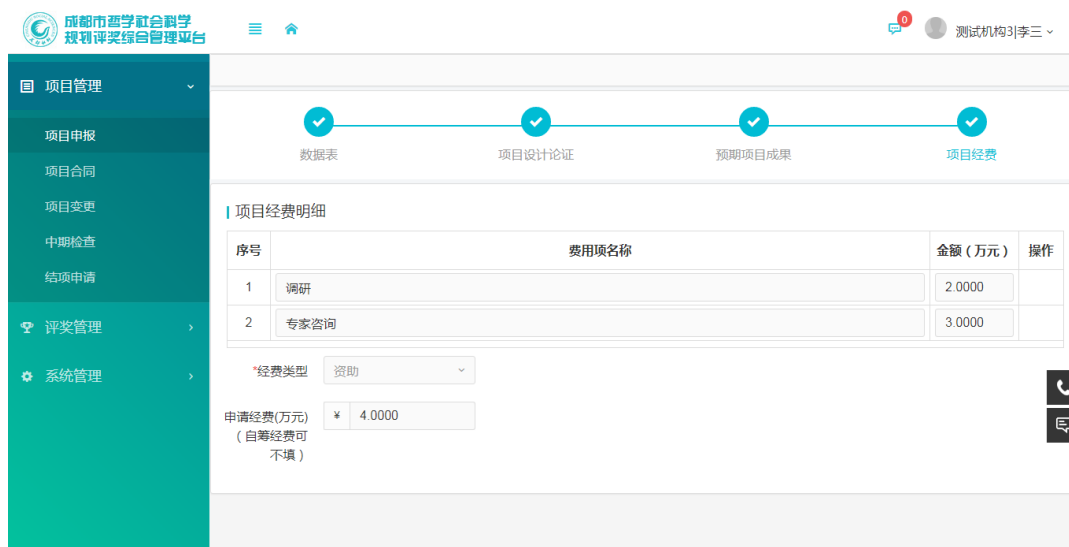 成都市哲学社会科学
规划评奖综合管理平台
0
测试机构3|李三
项目管理
项目申报
项目合同
项目变更
中期检查
结项申请
评奖管理
系统管理
数据表 项目设计论证 预期项目成果 项目经费
项目经费明细
序号 费用项名称 金额（万元） 操作
1 调研 2.0000
2 专家咨询 3.0000
*经费类型 资助
申请经费(万元) ¥ 4.0000
（自筹经费可
不填）